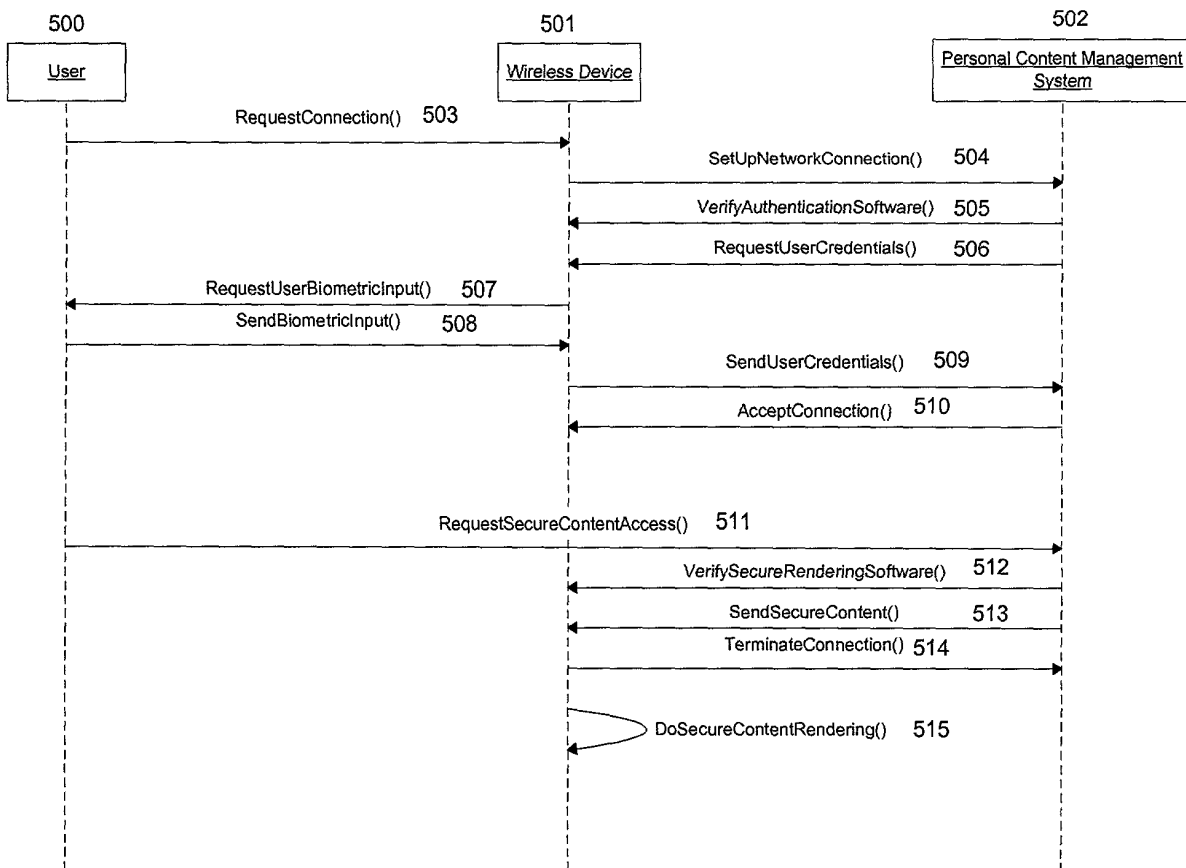 500
501
502
User
Wireless Device
Personal Content Management
System
RequestConnection() 503
SetUpNetworkConnection() 504
VerifyAuthenticationSoftware() 505
RequestUserCredentials() 506
RequestUserBiometricInput() 507
SendBiometricInput() 508
SendUserCredentials() 509
AcceptConnection() 510
RequestSecureContentAccess() 511
VerifySecureRenderingSoftware() 512
SendSecureContent() 513
TerminateConnection() 514
DoSecureContentRendering() 515